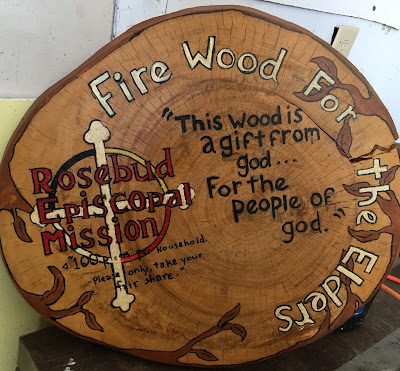 Fire Wood For the Elders
"This Wood is
a gift from
god...
For the
people of
god."
Rosebud
Episcopal
Mission
Household.
Please only, take your
fair share."